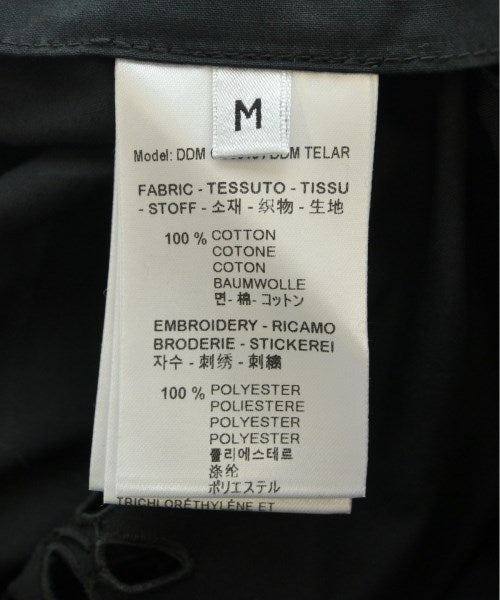 M
Model: DDM DDM TELAR
FABRIC - TESSUTO - TISSU
- STOFF - 소재 - 织物 - 生地
100 % COTTON
COTONE
COTON
BAUMWOLLE
면- 棉- コットン
EMBROIDERY - RICAMO
BRODERIE - STICKEREI
자수 - 刺绣 - 刺繍
100 % POLYESTER
POLIESTERE
POLYESTER
POLYESTER
폴리에스테르
涤纶
ポリエステル
TRICHLORÉTHYLÉNE ET